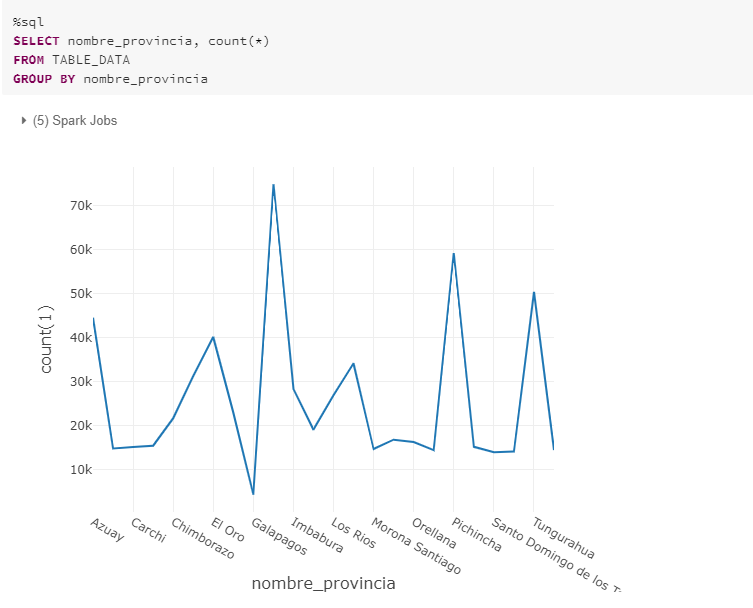 %sql
SELECT nombre_provincia, count(*)
FROM TABLE_DATA
GROUP BY nombre_provincia
(5) Spark Jobs
70k
60k
50k
40k
30k
20k
10k
count(1)
Azuay
Carchi
Chimborazo
El Oro
Galapagos
Imbabura
Los Rios
Morona Santiago
Orellana
Pichincha
Santo Domingo de los
Tungurahua
nombre_provincia